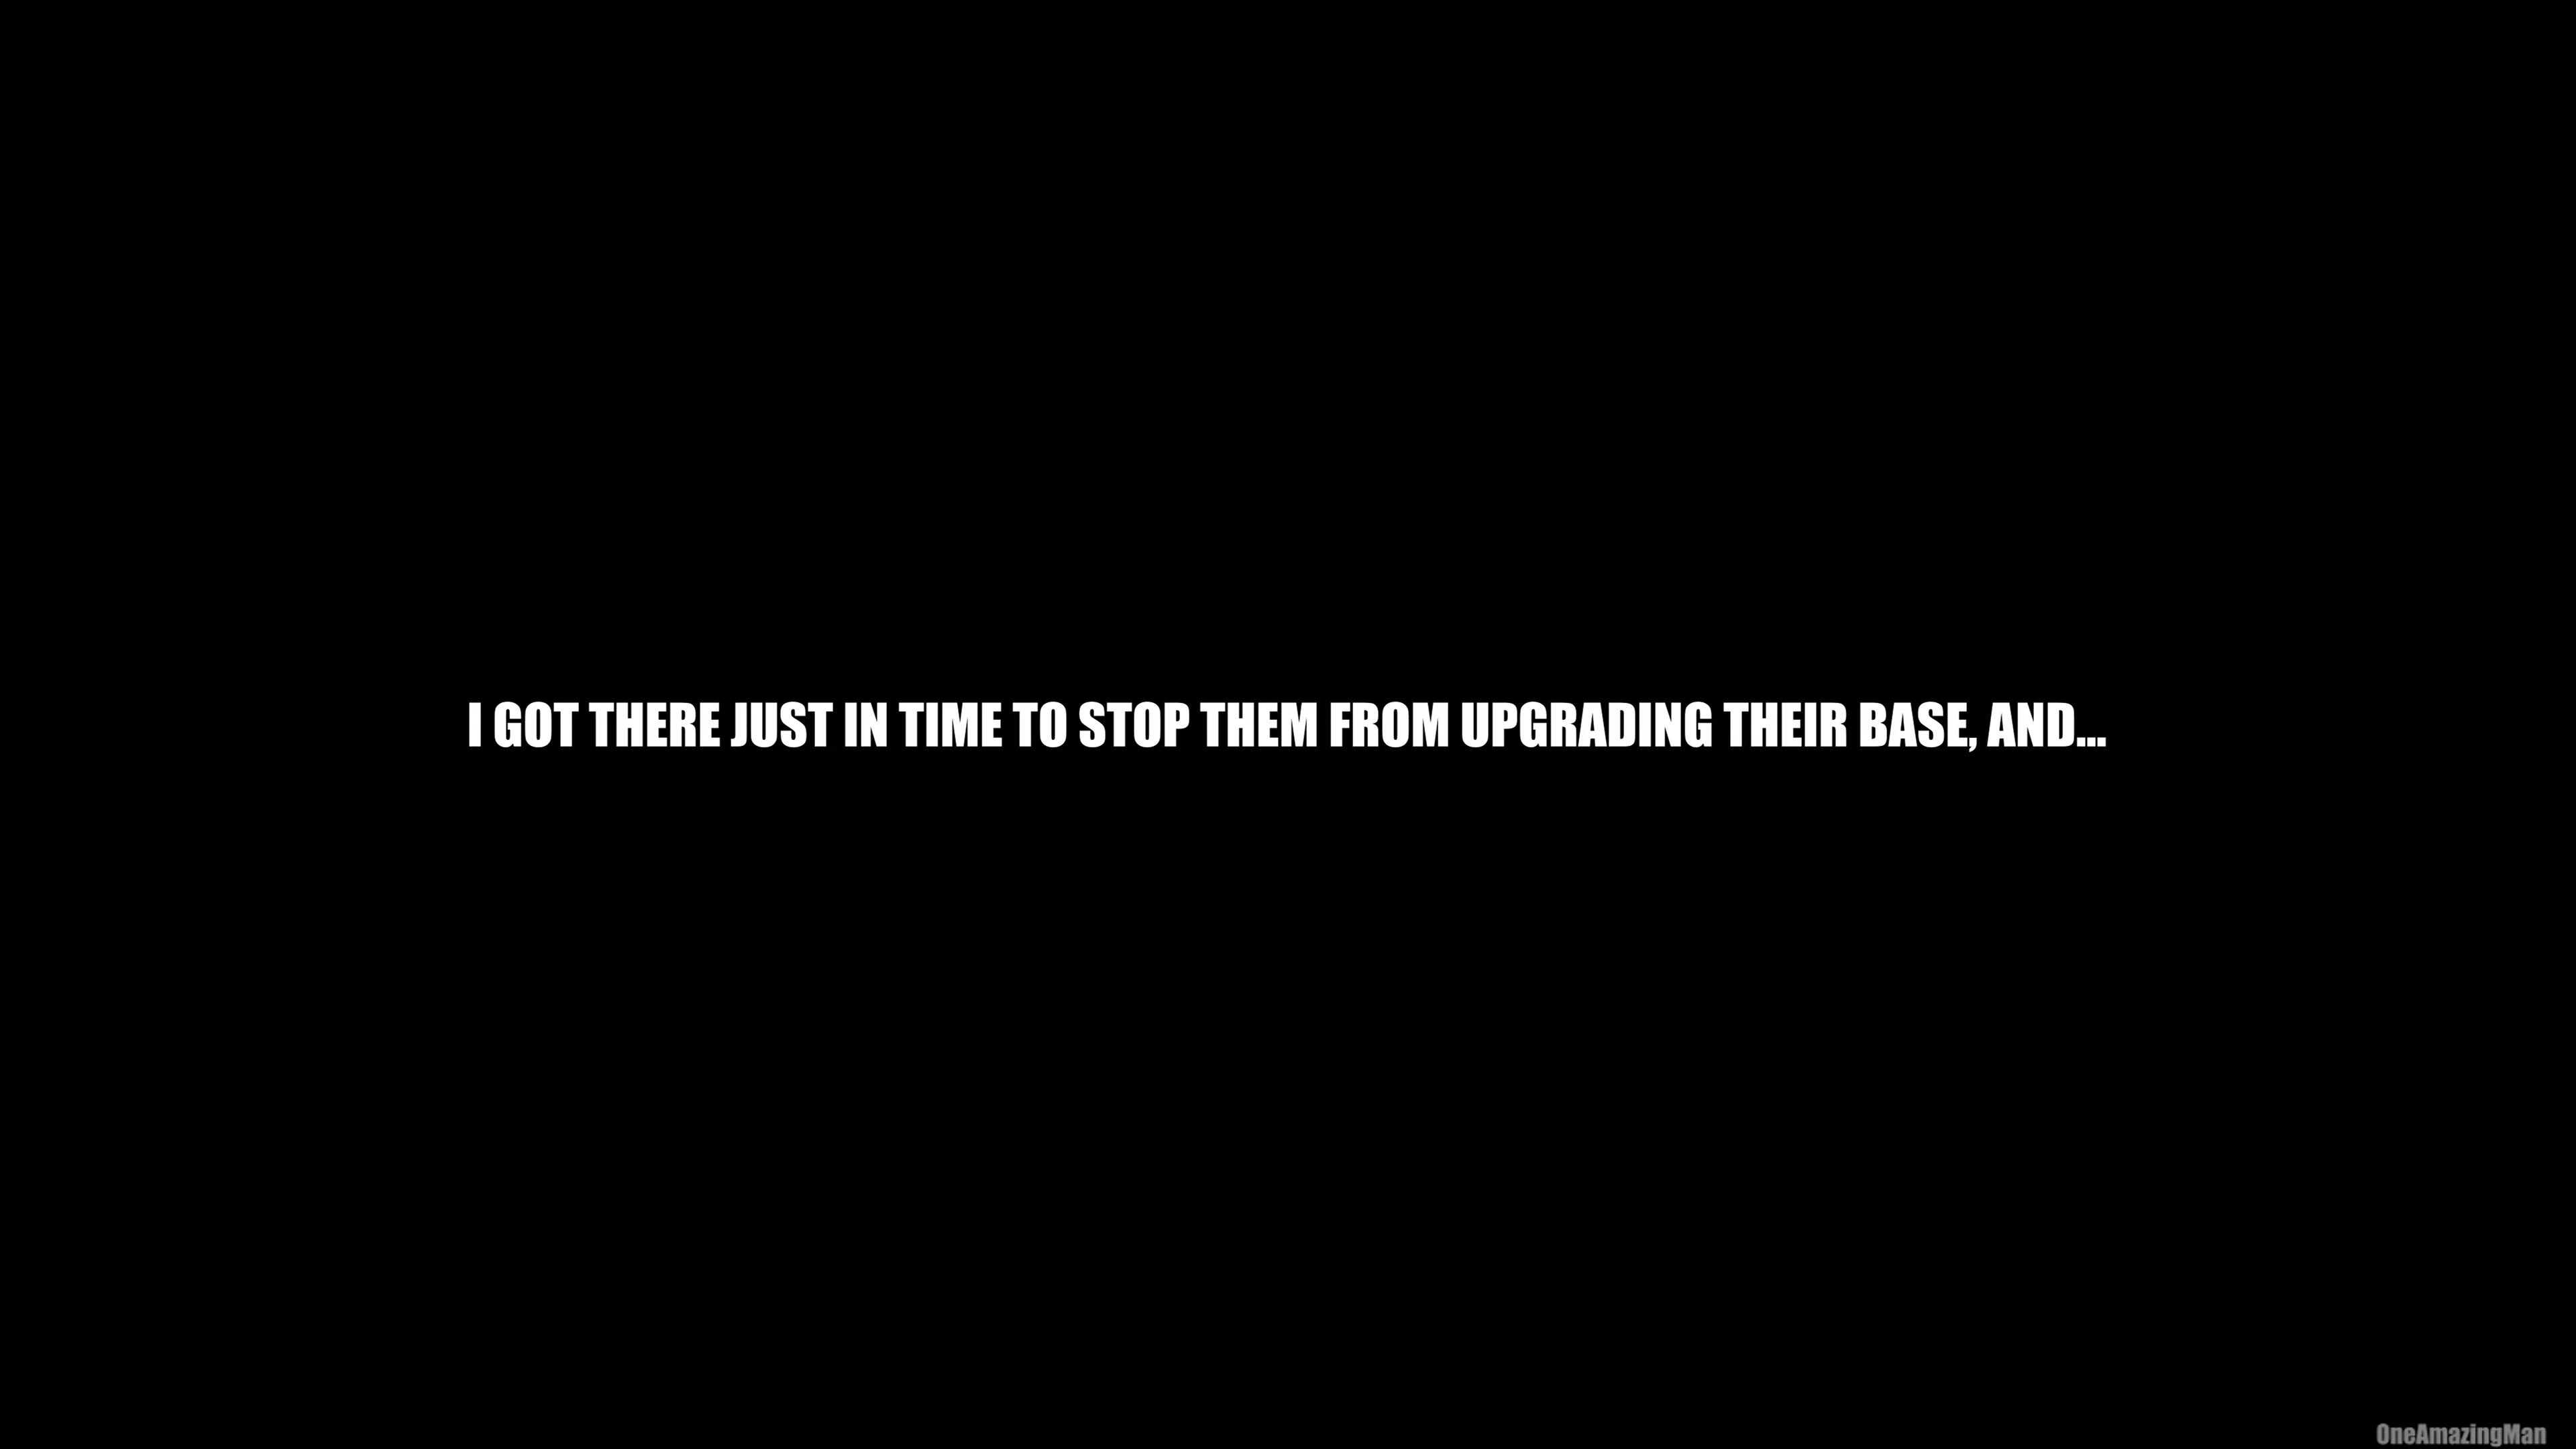 I GOT THERE JUST IN TIME TO STOP THEM FROM UPGRADING THEIR BASE, AND...
OneAmazingMan